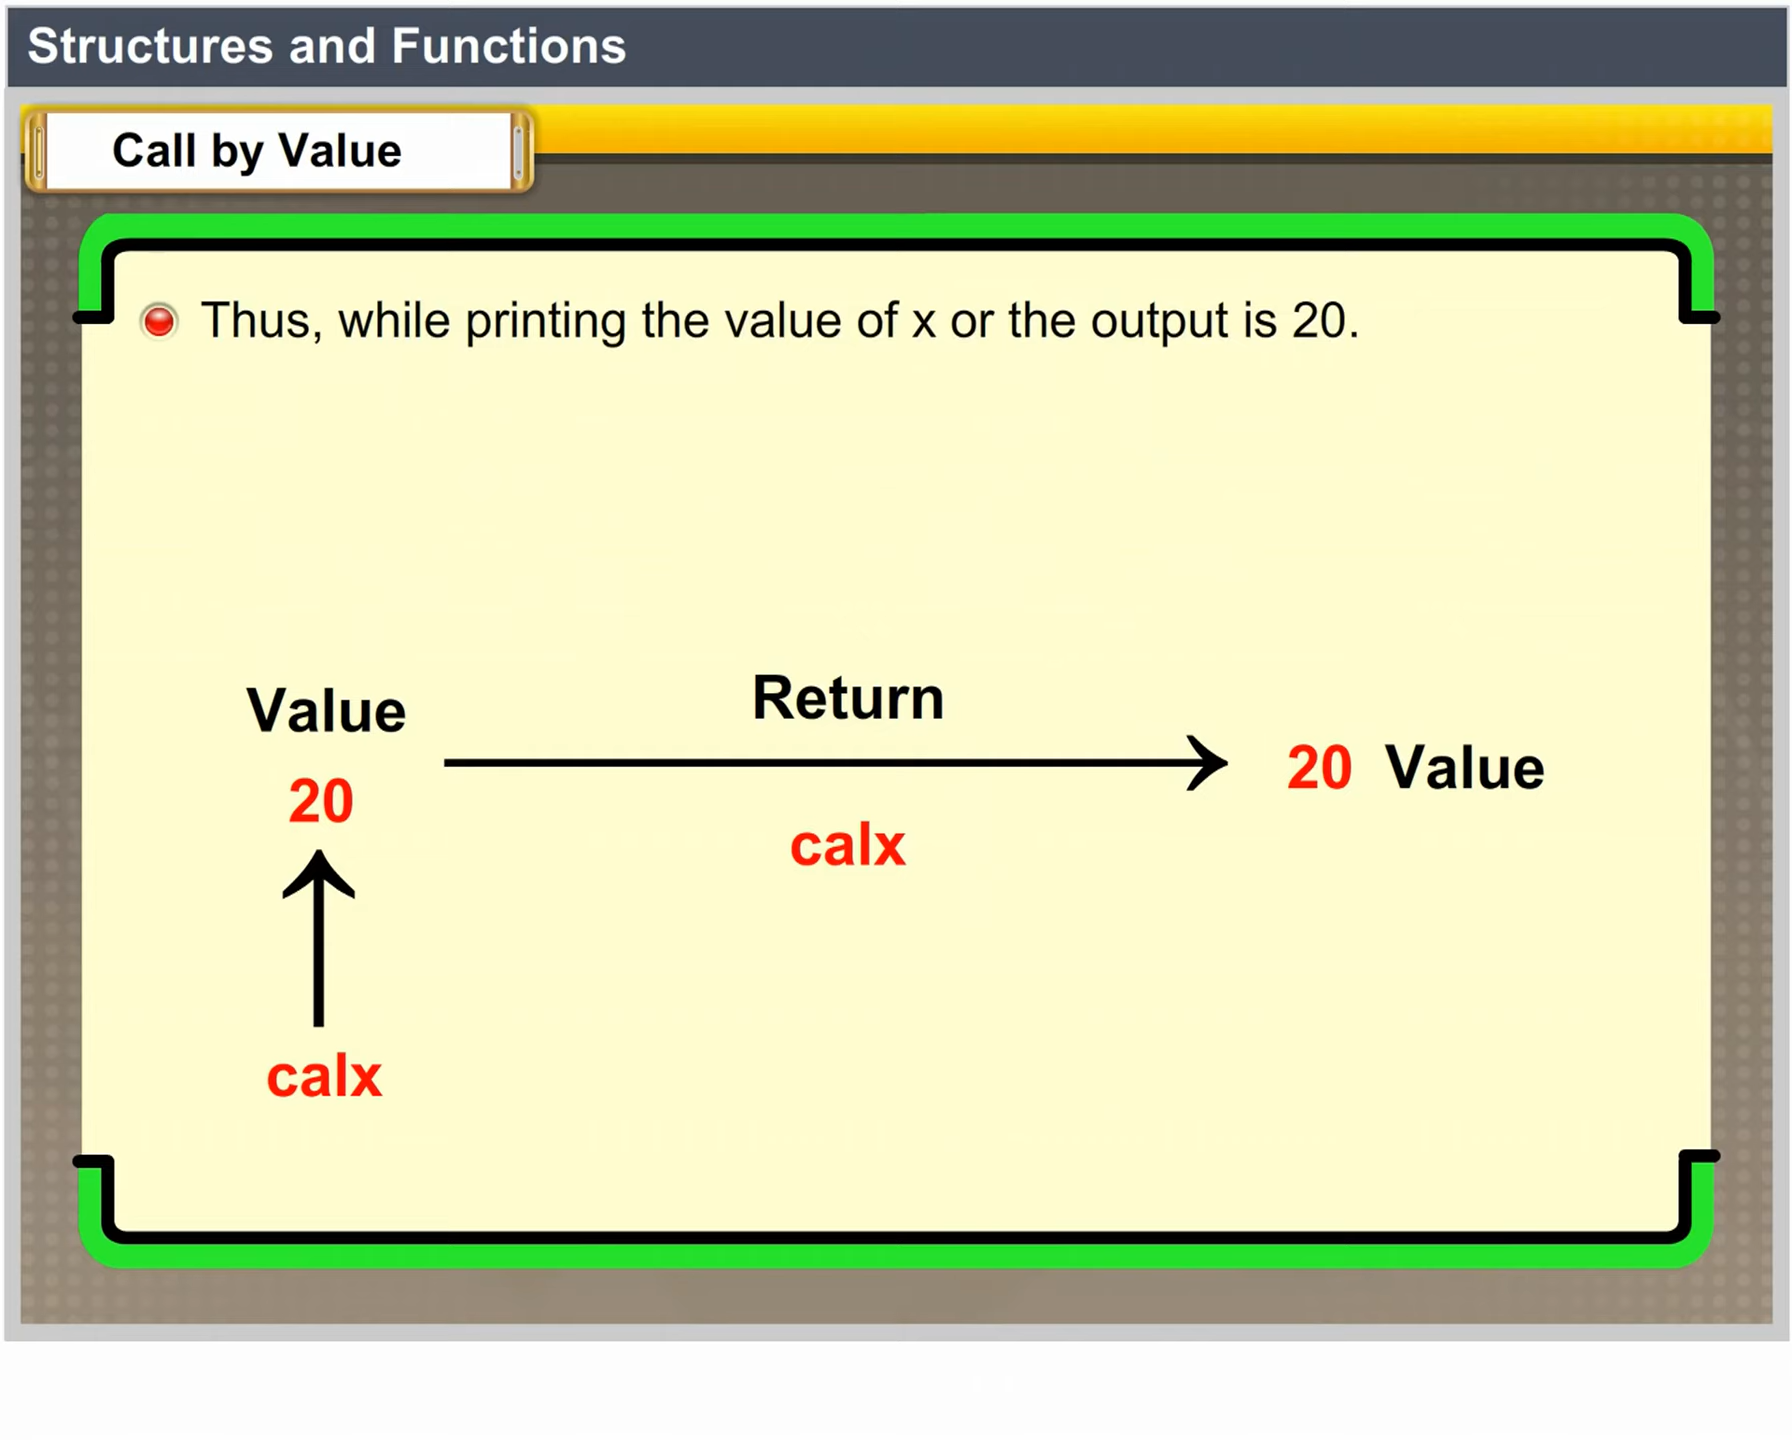 Structures and Functions
Call by Value
Thus, while printing the value of x or the output is 20.
Return
Value
20 Value
20
calx
calx